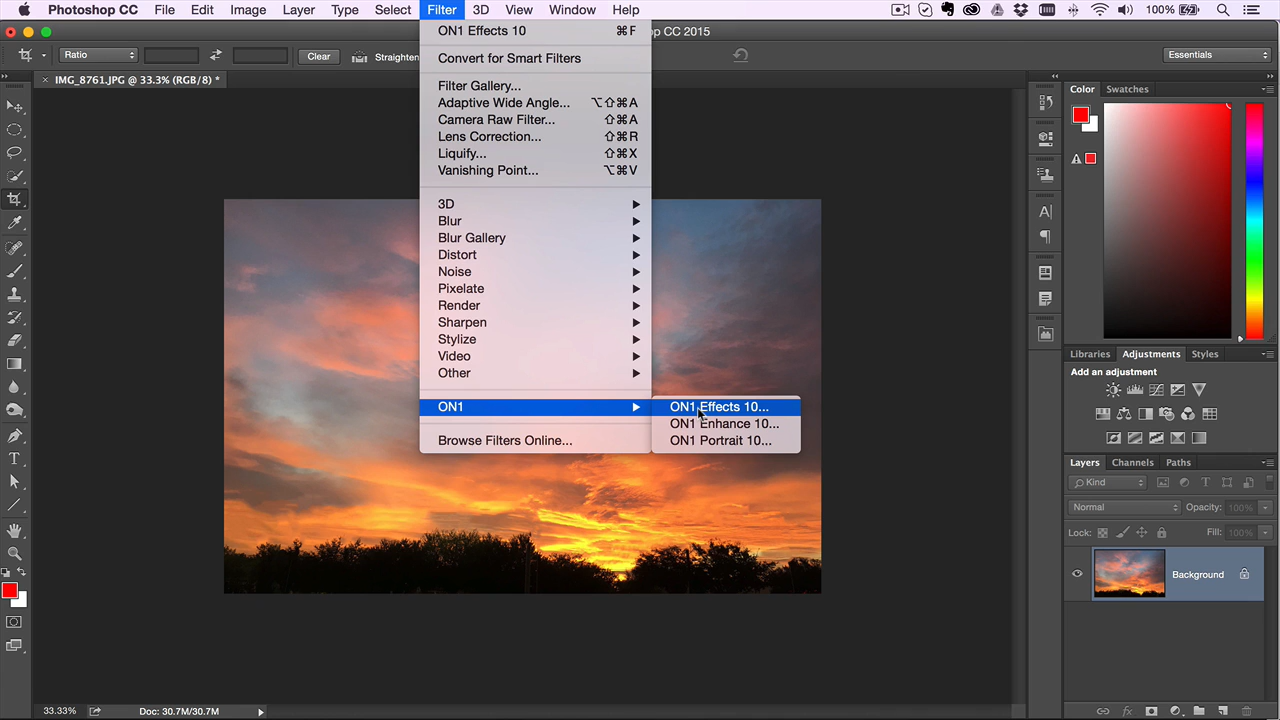 Photoshop CC File Edit Image Layer Type Select Filter 3D View Window Help 100%
shop CC 2015
Ratio Clear Straighten Essentials
IMG_8761.JPG @ 33.3% (RGB/8) *
ON1 Effects 10 ⌘F
Convert for Smart Filters
Filter Gallery...
Adaptive Wide Angle... ⌥⇧⌘A
Camera Raw Filter... ⇧⌘A
Lens Correction... ⇧⌘R
Liquify... ⇧⌘X
Vanishing Point... ⌥⌘V
3D
Blur
Blur Gallery
Distort
Noise
Pixelate
Render
Sharpen
Stylize
Video
Other
ON1
Browse Filters Online...
ON1 Effects 10...
ON1 Enhance 10...
ON1 Portrait 10...
Color Swatches
Libraries Adjustments Styles
Add an adjustment
Layers Channels Paths
Kind
Normal Opacity: 100%
Lock: Fill: 100%
Background
33.33% Doc: 30.7M/30.7M